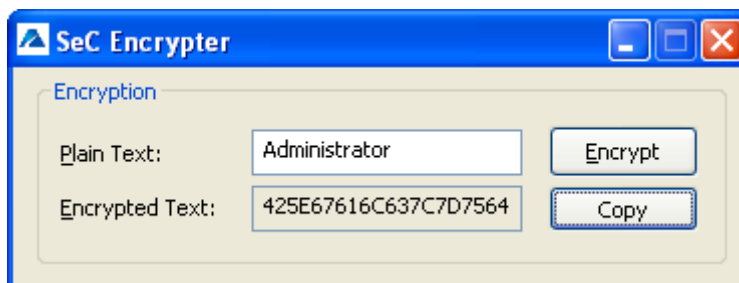 SeC Encrypter
Encryption
Plain Text: Administrator Encrypt
Encrypted Text: 425E67616C637C7D7564 Copy